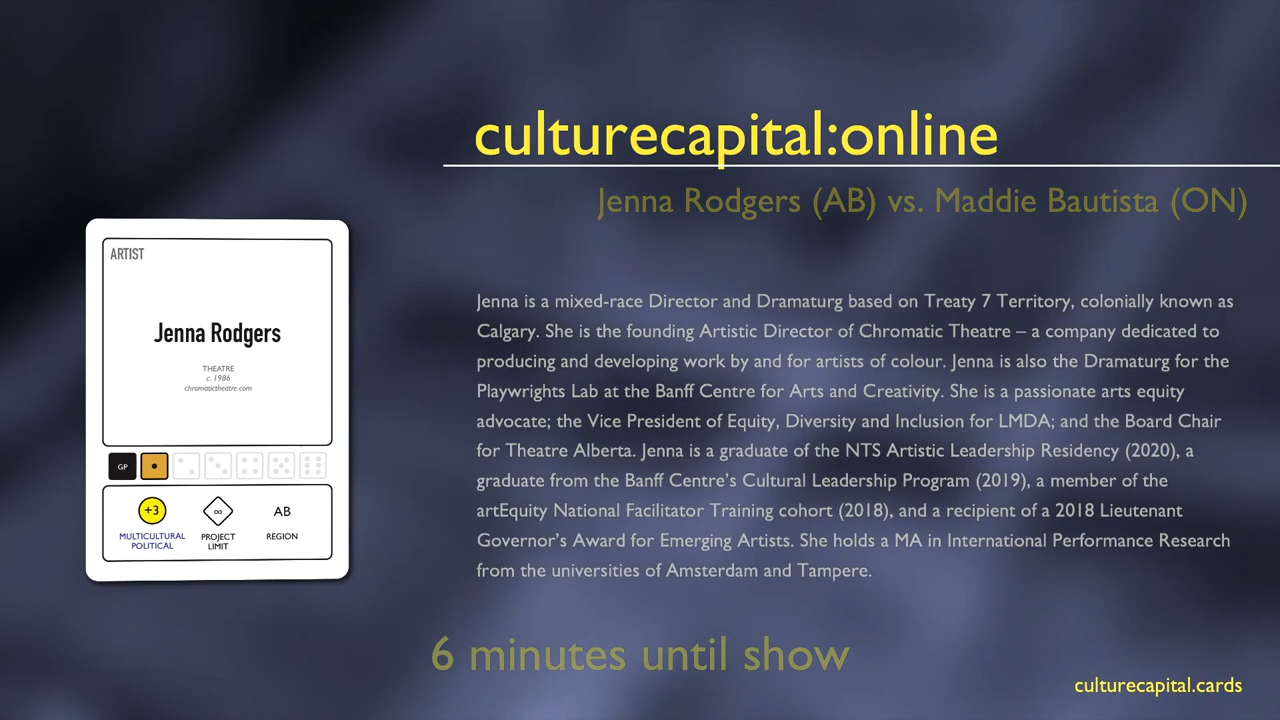 culturecapital:online
Jenna Rodgers (AB) vs. Maddie Bautista (ON)
ARTIST
Jenna Rodgers
THEATRE
c. 1986
chromatictheatre.com
GP
+3
∞
AB
MULTICULTURAL
POLITICAL
PROJECT
LIMIT
REGION
Jenna is a mixed-race Director and Dramaturg based on Treaty 7 Territory, colonially known as
Calgary. She is the founding Artistic Director of Chromatic Theatre – a company dedicated to
producing and developing work by and for artists of colour. Jenna is also the Dramaturg for the
Playwrights Lab at the Banff Centre for Arts and Creativity. She is a passionate arts equity
advocate; the Vice President of Equity, Diversity and Inclusion for LMDA; and the Board Chair
for Theatre Alberta. Jenna is a graduate of the NTS Artistic Leadership Residency (2020), a
graduate from the Banff Centre’s Cultural Leadership Program (2019), a member of the
artEquity National Facilitator Training cohort (2018), and a recipient of a 2018 Lieutenant
Governor’s Award for Emerging Artists. She holds a MA in International Performance Research
from the universities of Amsterdam and Tampere.
6 minutes until show
culturecapital.cards